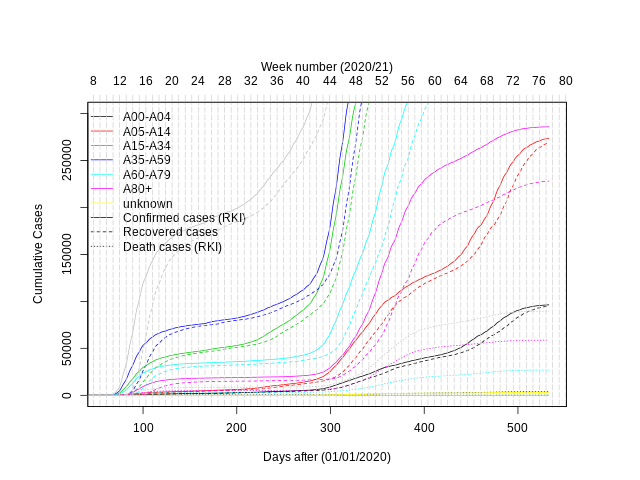 Week number (2020/21)
8 12 16 20 24 28 32 36 40 44 48 52 56 60 64 68 72 76 80
A00-A04
A05-A14
A15-A34
A35-A59
A60-A79
A80+
unknown
Confirmed cases (RKI)
Recovered cases
Death cases (RKI)
Cumulative Cases
0 50000 150000 250000
100 200 300 400 500
Days after (01/01/2020)